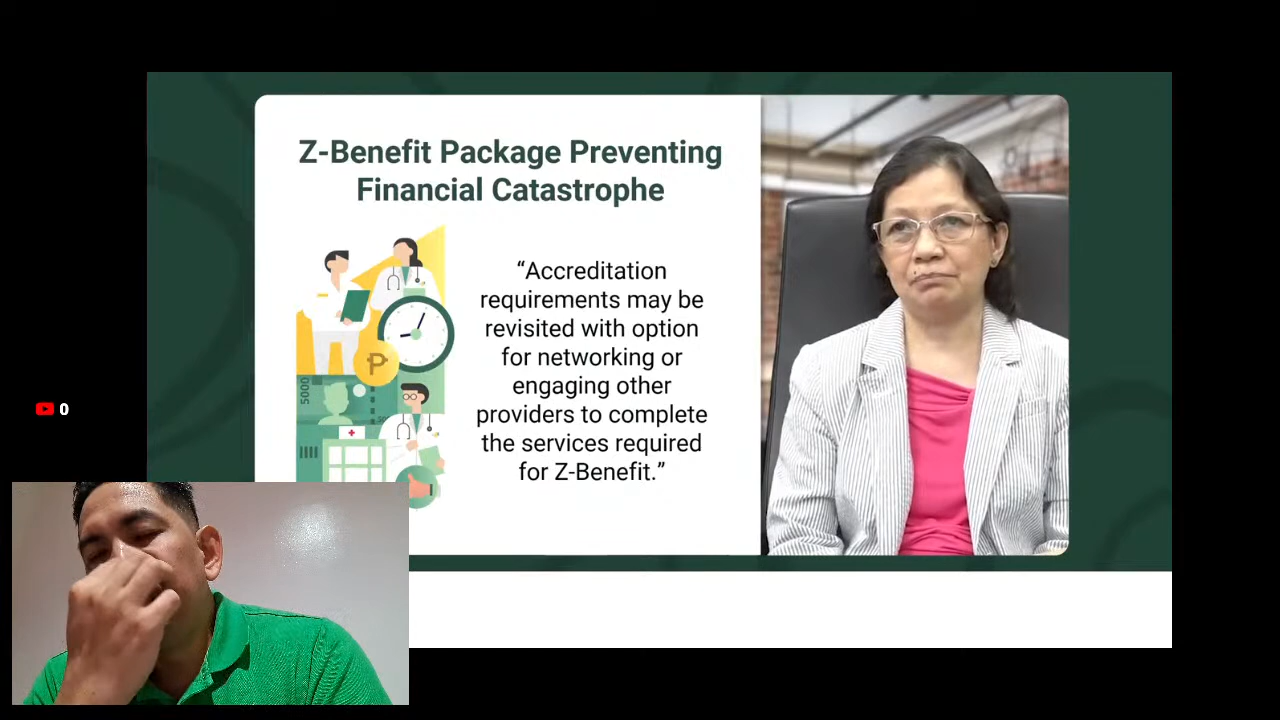 Z-Benefit Package Preventing
Financial Catastrophe
“Accreditation
requirements may be
revisited with option
for networking or
engaging other
providers to complete
the services required
for Z-Benefit.”
5000
0